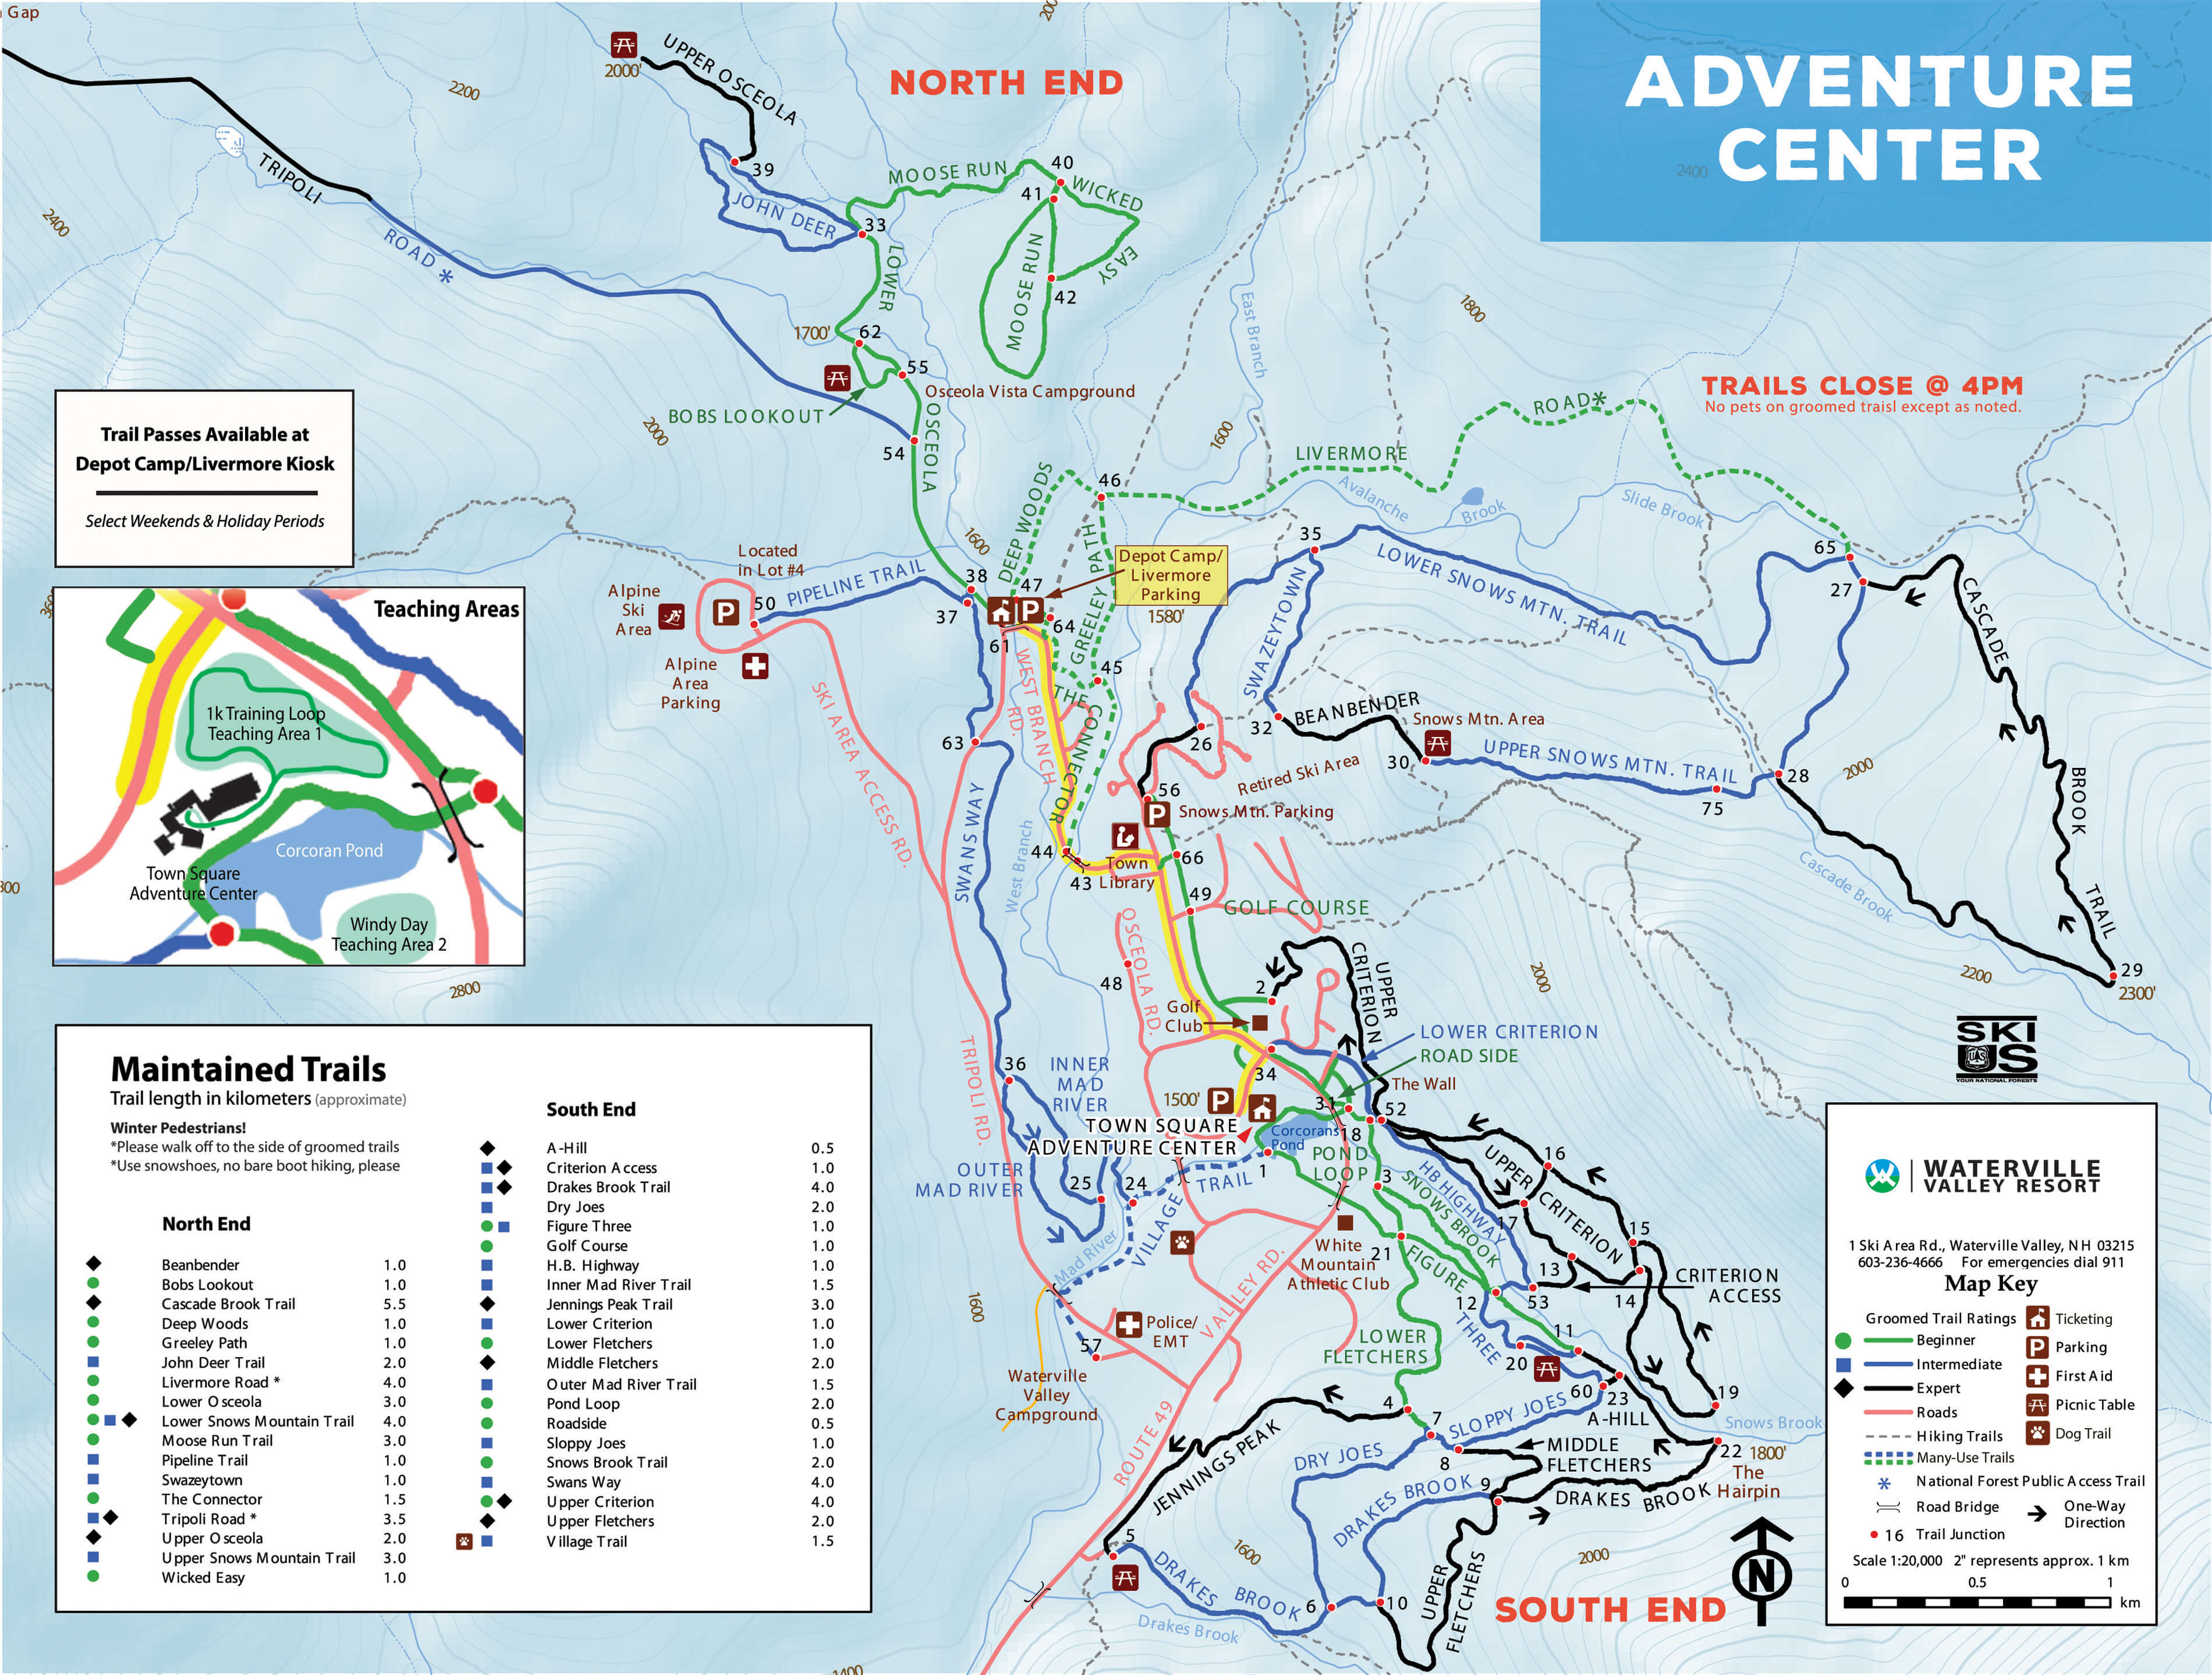 Gap
ADVENTURE
CENTER
NORTH END
UPPER OSCEOLA
2000'
2200
TRIPOLI
ROAD *
2400
39
JOHN DEER
33
MOOSE RUN
40
41
WICKED
EASY
MOOSE RUN
42
LOWER
1700'
62
55
Osceola Vista Campground
BOBS LOOKOUT
54
OSCEOLA
2000
2400
1800
1600
East Branch
TRAILS CLOSE @ 4PM
No pets on groomed traisl except as noted.
LIVERMORE
ROAD*
Avalanche
Brook
Slide Brook
Trail Passes Available at
Depot Camp/Livermore Kiosk
Select Weekends & Holiday Periods
Teaching Areas
1k Training Loop
Teaching Area 1
Corcoran Pond
Town Square
Adventure Center
Windy Day
Teaching Area 2
DEEP WOODS
46
1600
Located
in Lot #4
Alpine
Ski
Area
50
PIPELINE TRAIL
38
37
47
61
64
Depot Camp/
Livermore
Parking
1580'
GREELEY PATH
45
Alpine
Area
Parking
SKI AREA ACCESS RD.
WEST BRANCH
RD.
THE CONNECTOR
63
SWANS WAY
West Branch
44
43
Town
Library
35
LOWER SNOWS MTN. TRAIL
SWAZEYTOWN
65
27
CASCADE
BROOK
TRAIL
26
32
BEANBENDER
Snows Mtn. Area
30
UPPER SNOWS MTN. TRAIL
28
2000
75
Retired Ski Area
56
Snows Mtn. Parking
66
49
GOLF COURSE
Cascade Brook
29
2300'
2200
2000
2800
OSCEOLA RD.
48
2
Golf
Club
UPPER
CRITERION
LOWER CRITERION
ROAD SIDE
The Wall
TRIPOLI RD.
36
INNER
MAD
RIVER
34
1500'
31
52
TOWN SQUARE
ADVENTURE CENTER
Corcorans
Pond
18
POND
LOOP
OUTER
MAD RIVER
25
24
VILLAGE
TRAIL
1
3
SNOWS BROOK
HB HIGHWAY
UPPER
CRITERION
16
17
15
13
14
53
CRITERION
ACCESS
Mad River
White
Mountain
Athletic Club
21
FIGURE
THREE
12
11
20
1600
57
Police/
EMT
VALLEY RD.
Waterville
Valley
Campground
LOWER
FLETCHERS
60
23
A-HILL
19
Snows Brook
22
1800'
The
Hairpin
4
7
SLOPPY JOES
8
MIDDLE
FLETCHERS
DRY JOES
9
DRAKES BROOK
DRAKES BROOK
JENNINGS PEAK
ROUTE 49
5
DRAKES BROOK
6
10
Drakes Brook
1600
UPPER
FLETCHERS
2000
SOUTH END
N
1400
Maintained Trails
Trail length in kilometers (approximate)
Winter Pedestrians!
*Please walk off to the side of groomed trails
*Use snowshoes, no bare boot hiking, please
North End
Beanbender 1.0
Bobs Lookout 1.0
Cascade Brook Trail 5.5
Deep Woods 1.0
Greeley Path 1.0
John Deer Trail 2.0
Livermore Road * 4.0
Lower Osceola 3.0
Lower Snows Mountain Trail 4.0
Moose Run Trail 3.0
Pipeline Trail 1.0
Swazeytown 1.0
The Connector 1.5
Tripoli Road * 3.5
Upper Osceola 2.0
Upper Snows Mountain Trail 3.0
Wicked Easy 1.0
South End
A-Hill 0.5
Criterion Access 1.0
Drakes Brook Trail 4.0
Dry Joes 2.0
Figure Three 1.0
Golf Course 1.0
H.B. Highway 1.0
Inner Mad River Trail 1.5
Jennings Peak Trail 3.0
Lower Criterion 1.0
Lower Fletchers 1.0
Middle Fletchers 2.0
Outer Mad River Trail 1.5
Pond Loop 2.0
Roadside 0.5
Sloppy Joes 1.0
Snows Brook Trail 2.0
Swans Way 4.0
Upper Criterion 4.0
Upper Fletchers 2.0
Village Trail 1.5
SKI
US
YOUR NATIONAL FORESTS
WATERVILLE
VALLEY RESORT
1 Ski Area Rd., Waterville Valley, NH 03215
603-236-4666 For emergencies dial 911
Map Key
Groomed Trail Ratings
Beginner
Intermediate
Expert
Roads
Hiking Trails
Many-Use Trails
* National Forest Public Access Trail
Road Bridge
One-Way
Direction
16 Trail Junction
Ticketing
P Parking
First Aid
Picnic Table
Dog Trail
Scale 1:20,000 2" represents approx. 1 km
0 0.5 1
km